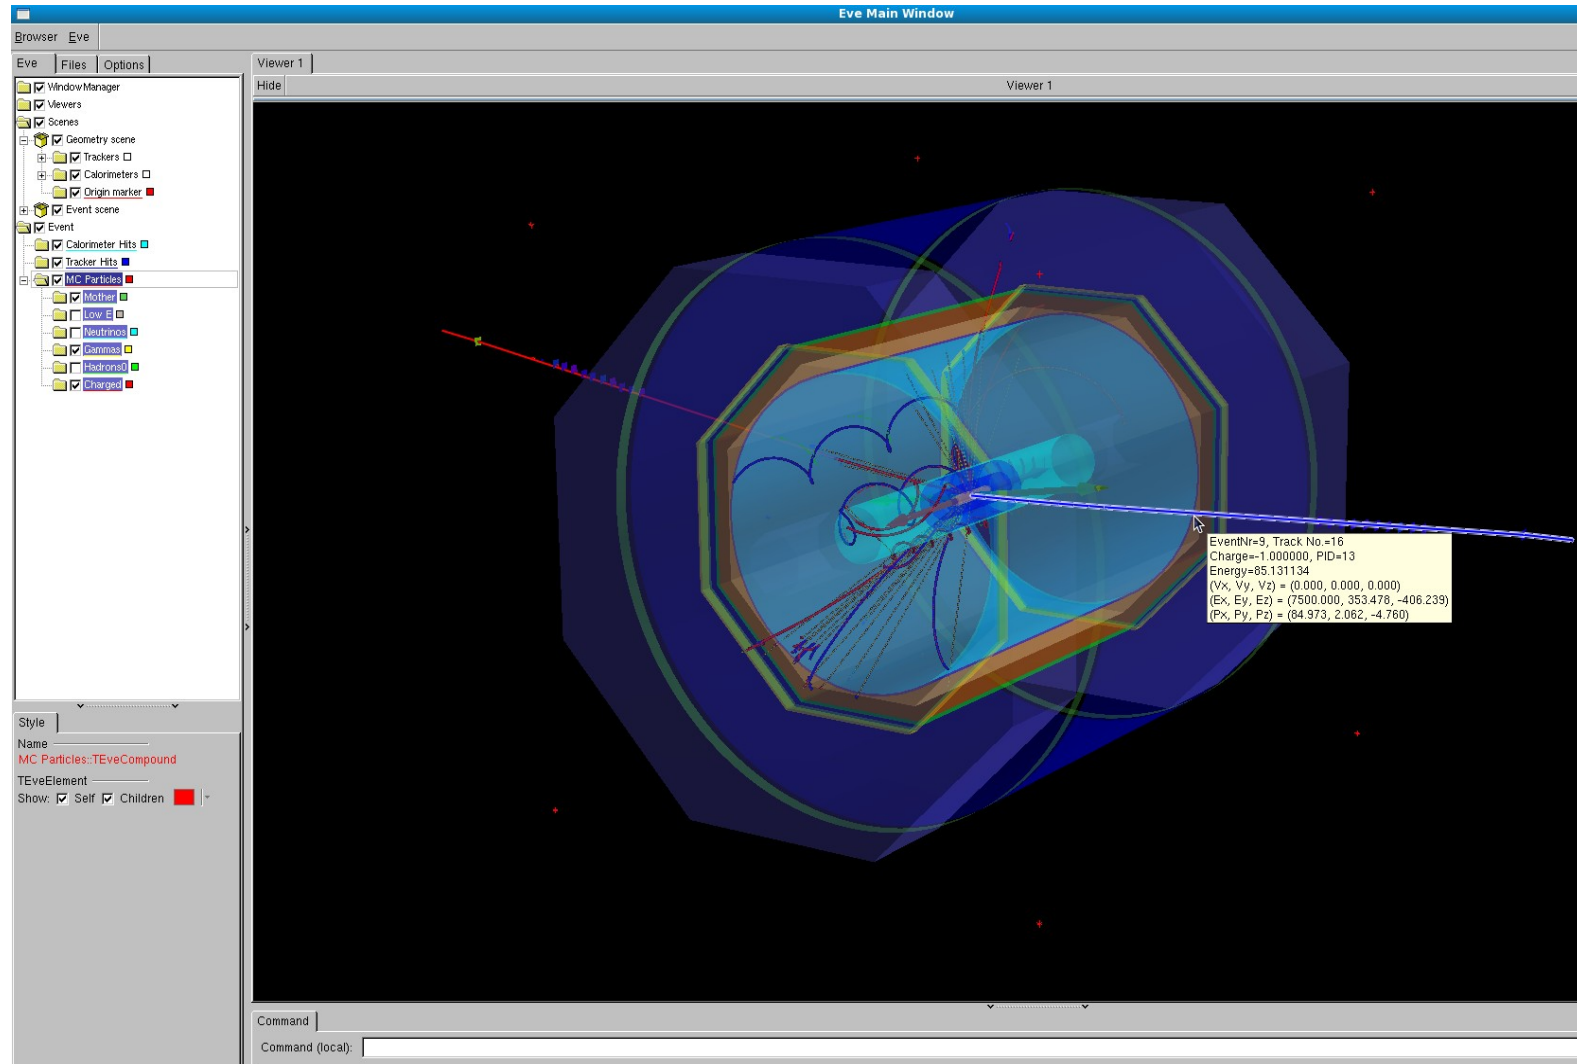 Eve Main Window
Browser Eve
Eve Files Options
WindowManager
Viewers
Scenes
Geometry scene
Trackers
Calorimeters
Origin marker
Event scene
Event
Calorimeter Hits
Tracker Hits
MC Particles
Mother
Low E
Neutrinos
Gammas
Hadrons0
Charged
Style
Name
MC Particles::TEveCompound
TEveElement
Show: Self Children
Viewer 1
Hide Viewer 1
EventNr=9, Track No.=16
Charge=-1.000000, PID=13
Energy=85.131134
(Vx, Vy, Vz) = (0.000, 0.000, 0.000)
(Ex, Ey, Ez) = (7500.000, 353.478, -406.239)
(Px, Py, Pz) = (84.973, 2.062, -4.760)
Command
Command (local):